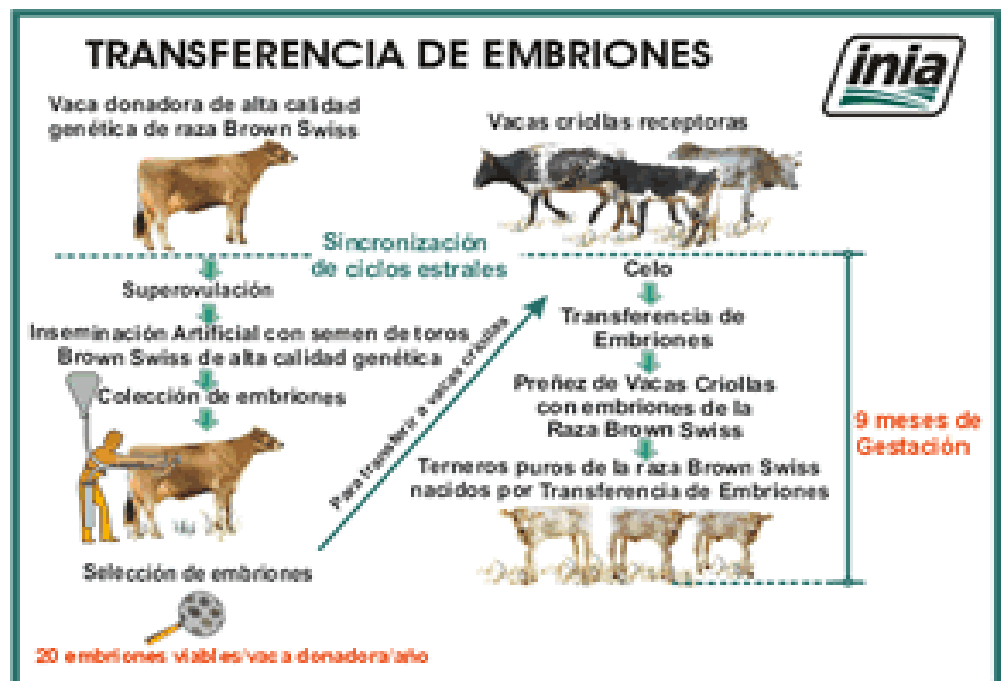 TRANSFERENCIA DE EMBRIONES
inia
Vaca donadora de alta calidad
genética de raza Brown Swiss
Vacas criollas receptoras
Sincronización
de ciclos estrales
Superovulación
Inseminación Artificial con semen de toros
Brown Swiss de alta calidad genética
Colección de embriones
Selección de embriones
20 embriones viables/vaca donadora/año
Para transferir a vacas criollas
Celo
Transferencia de
Embriones
Preñez de Vacas Criollas
con embriones de la
Raza Brown Swiss
Terneros puros de la raza Brown Swiss
nacidos por Transferencia de Embriones
9 meses de
Gestación